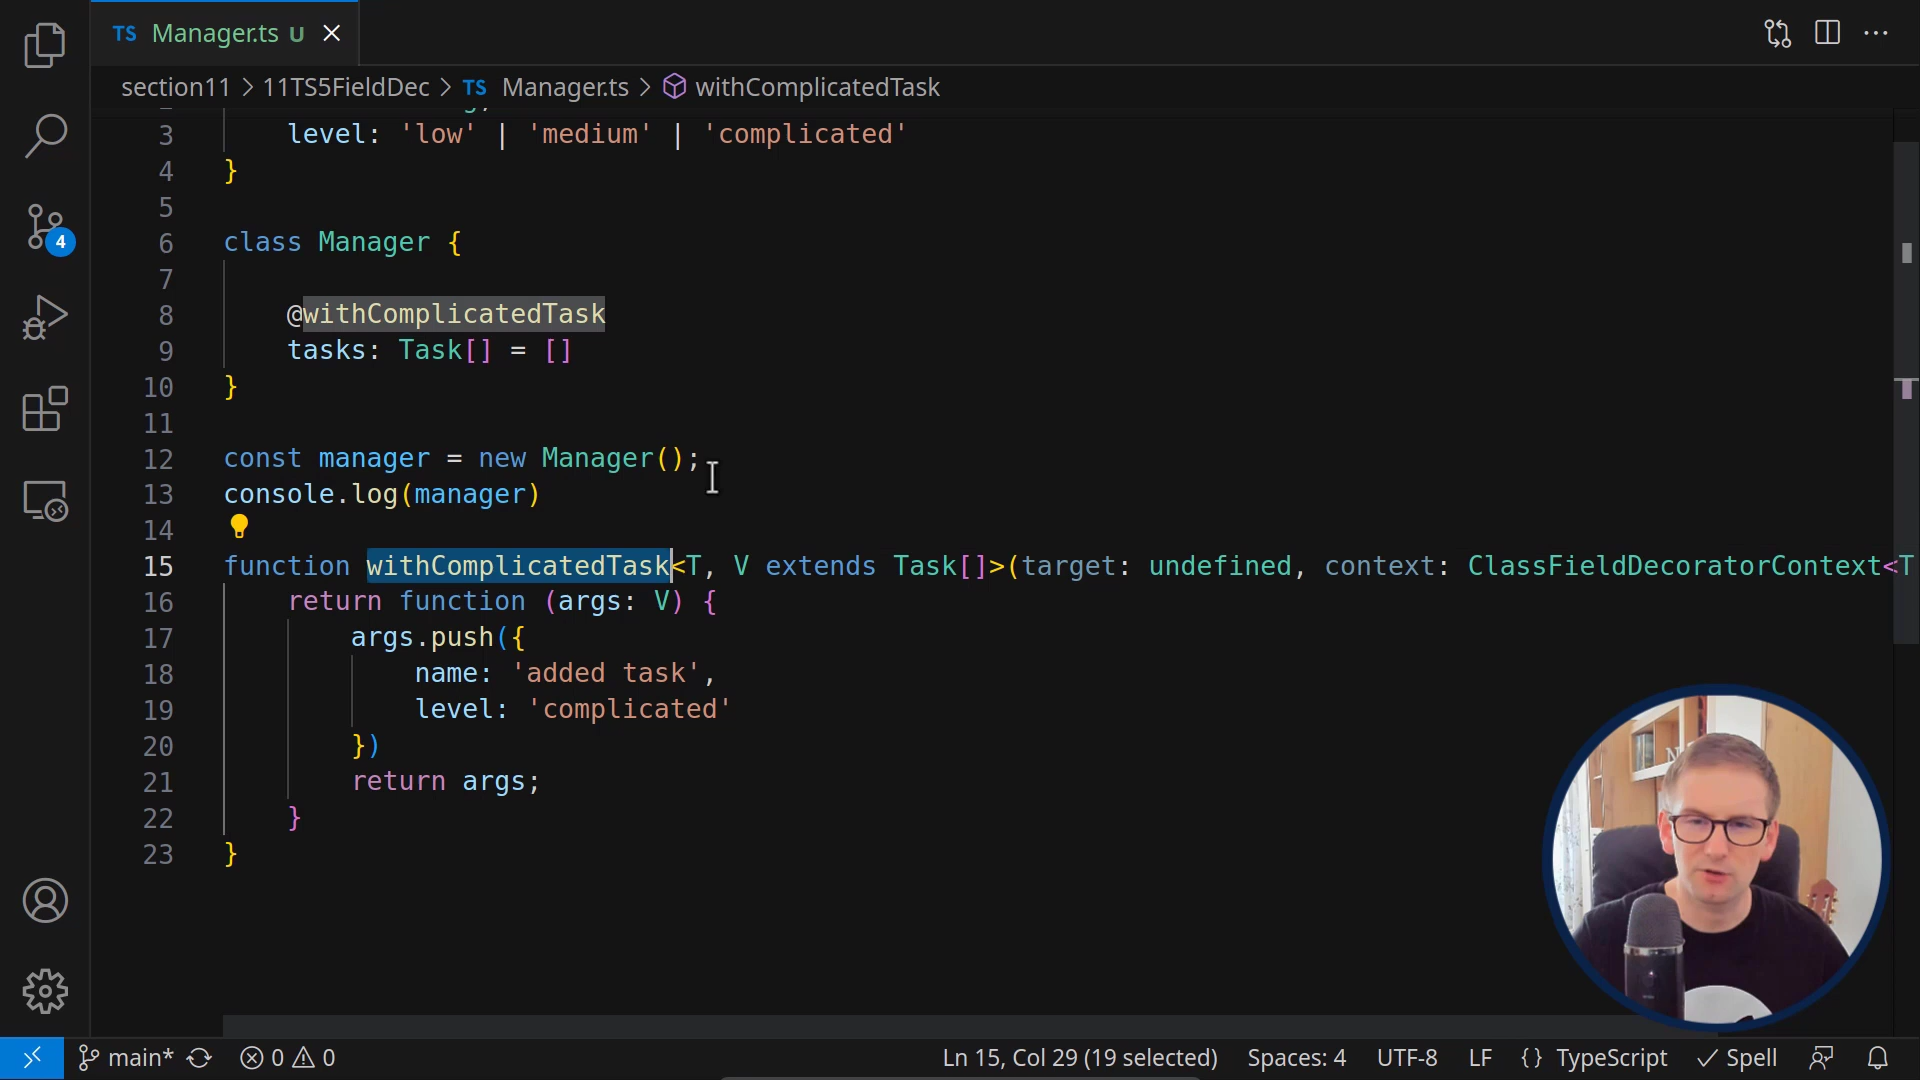 TS Manager.ts U
section11 > 11TS5FieldDec > TS Manager.ts > withComplicatedTask
3 level: 'low' | 'medium' | 'complicated'
4 }
5
6 class Manager {
7
8 @withComplicatedTask
9 tasks: Task[] = []
10 }
11
12 const manager = new Manager();
13 console.log(manager)
14
15 function withComplicatedTask<T, V extends Task[]>(target: undefined, context: ClassFieldDecoratorContext<T
16 return function (args: V) {
17 args.push({
18 name: 'added task',
19 level: 'complicated'
20 })
21 return args;
22 }
23 }
4
main* 0 0 Ln 15, Col 29 (19 selected) Spaces: 4 UTF-8 LF {} TypeScript Spell